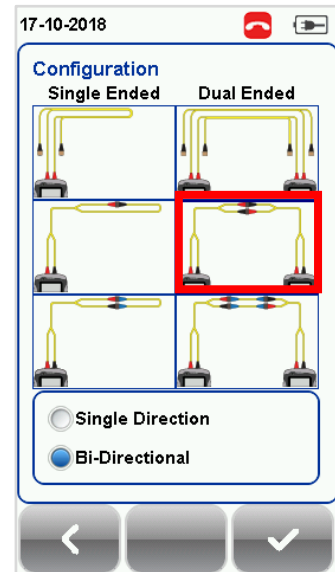 17-10-2018
Configuration
Single Ended Dual Ended
Single Direction
Bi-Directional